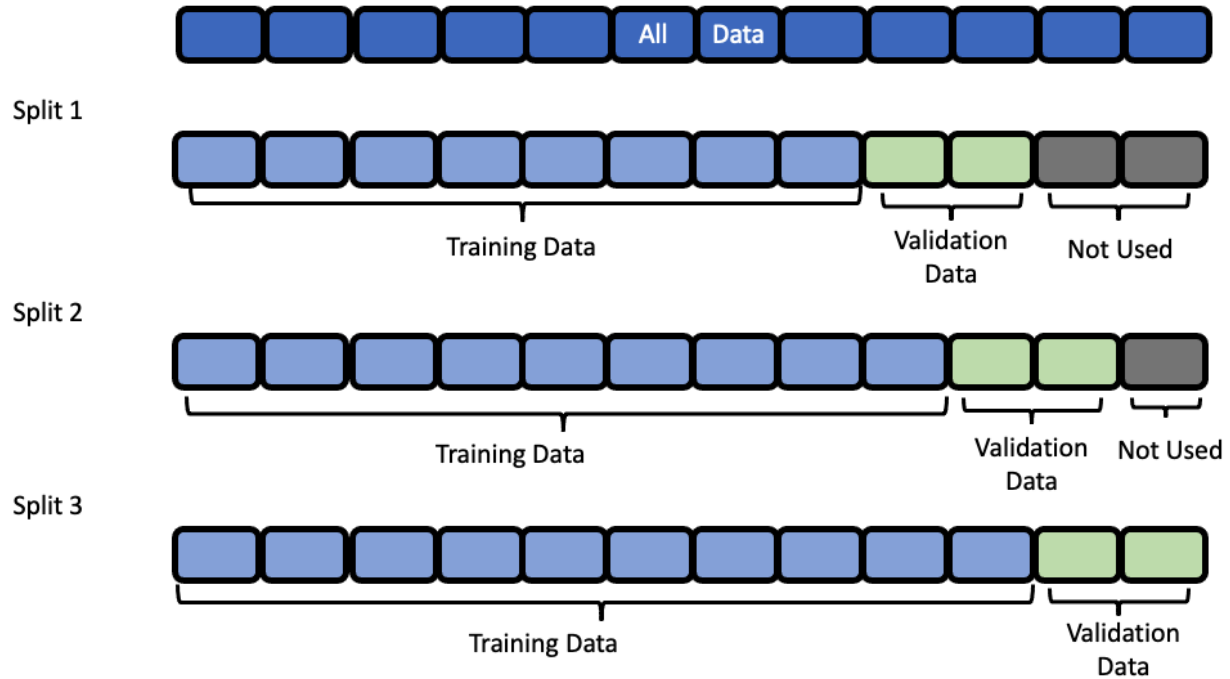 All Data
Split 1
Training Data
Validation
Data
Not Used
Split 2
Training Data
Validation
Data
Not Used
Split 3
Training Data
Validation
Data